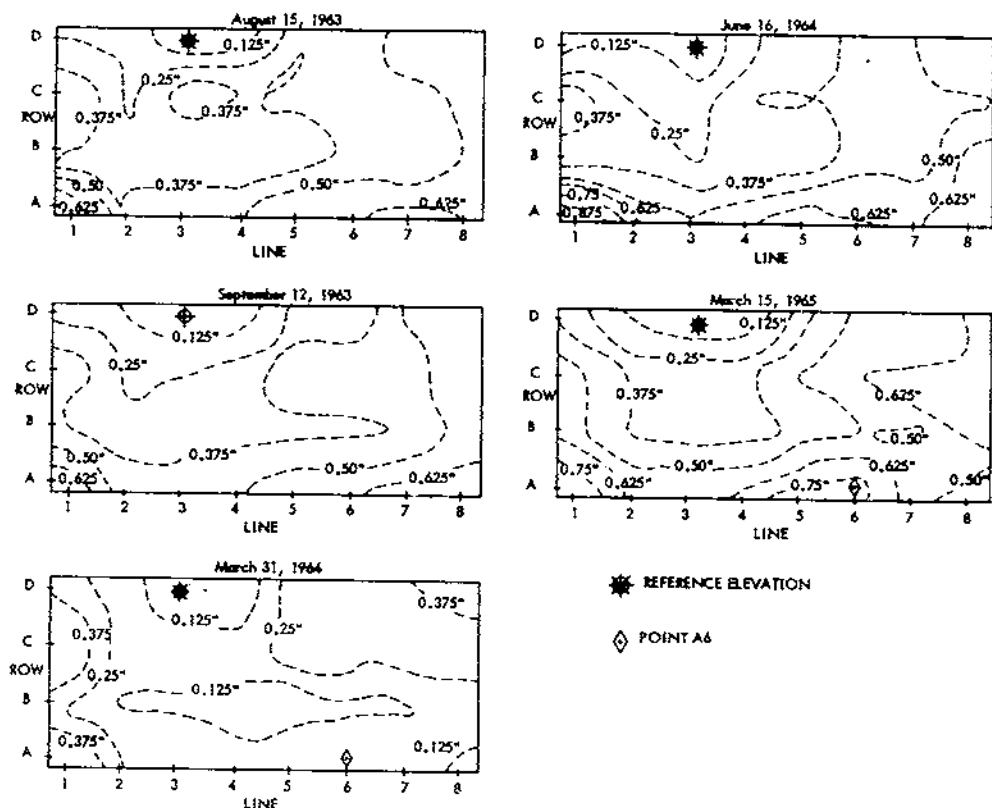 August 15, 1963
D
C
ROW
B
A
0.125"
0.25"
0.375"
0.375"
0.50
0.375"
0.50"
0.625"
0.625"
1 2 3 4 5 6 7 8
LINE
June 16, 1964
D
C
ROW
B
A
0.125"
0.375"
0.25"
0.50"
0.375"
0.75
0.875
0.625"
0.625"
1 2 3 4 5 6 7 8
LINE
September 12, 1963
D
C
ROW
B
A
0.125"
0.25"
0.50"
0.375"
0.50"
0.625
0.625"
1 2 3 4 5 6 7 8
LINE
March 15, 1965
D
C
ROW
B
A
0.125"
0.25"
0.375"
0.625"
0.50"
0.75"
0.50"
0.625"
0.75"
0.50"
1 2 3 4 5 6 7 8
LINE
March 31, 1964
D
C
ROW
B
A
0.125"
0.375"
0.375
0.25"
0.25"
0.125"
0.375"
0.125"
1 2 3 4 5 6 7 8
LINE
REFERENCE ELEVATION
POINT A6